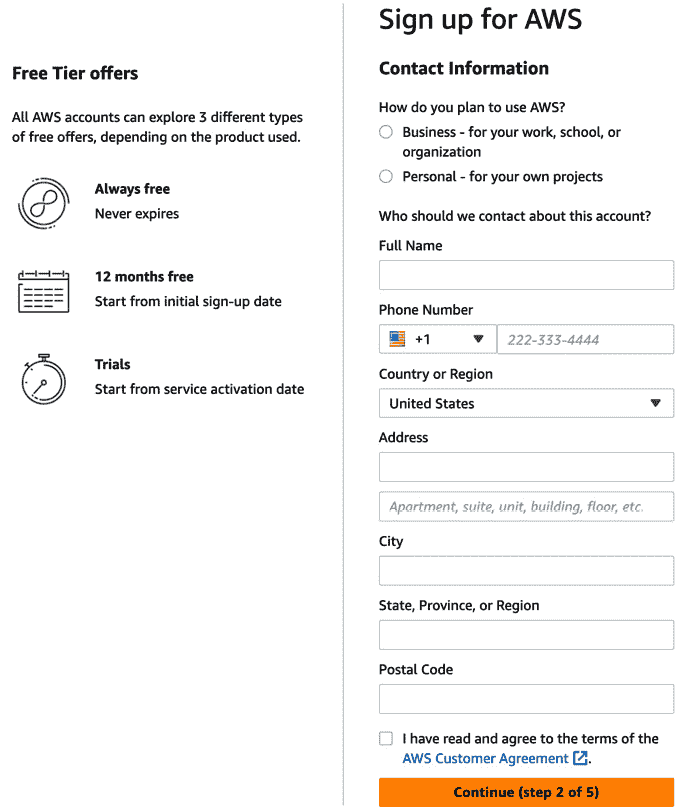 Free Tier offers
All AWS accounts can explore 3 different types
of free offers, depending on the product used.
Always free
Never expires
12 months free
Start from initial sign-up date
Trials
Start from service activation date
Sign up for AWS
Contact Information
How do you plan to use AWS?
Business - for your work, school, or
organization
Personal - for your own projects
Who should we contact about this account?
Full Name
Phone Number
+1
222-333-4444
Country or Region
United States
Address
Apartment, suite, unit, building, floor, etc.
City
State, Province, or Region
Postal Code
I have read and agree to the terms of the
AWS Customer Agreement.
Continue (step 2 of 5)